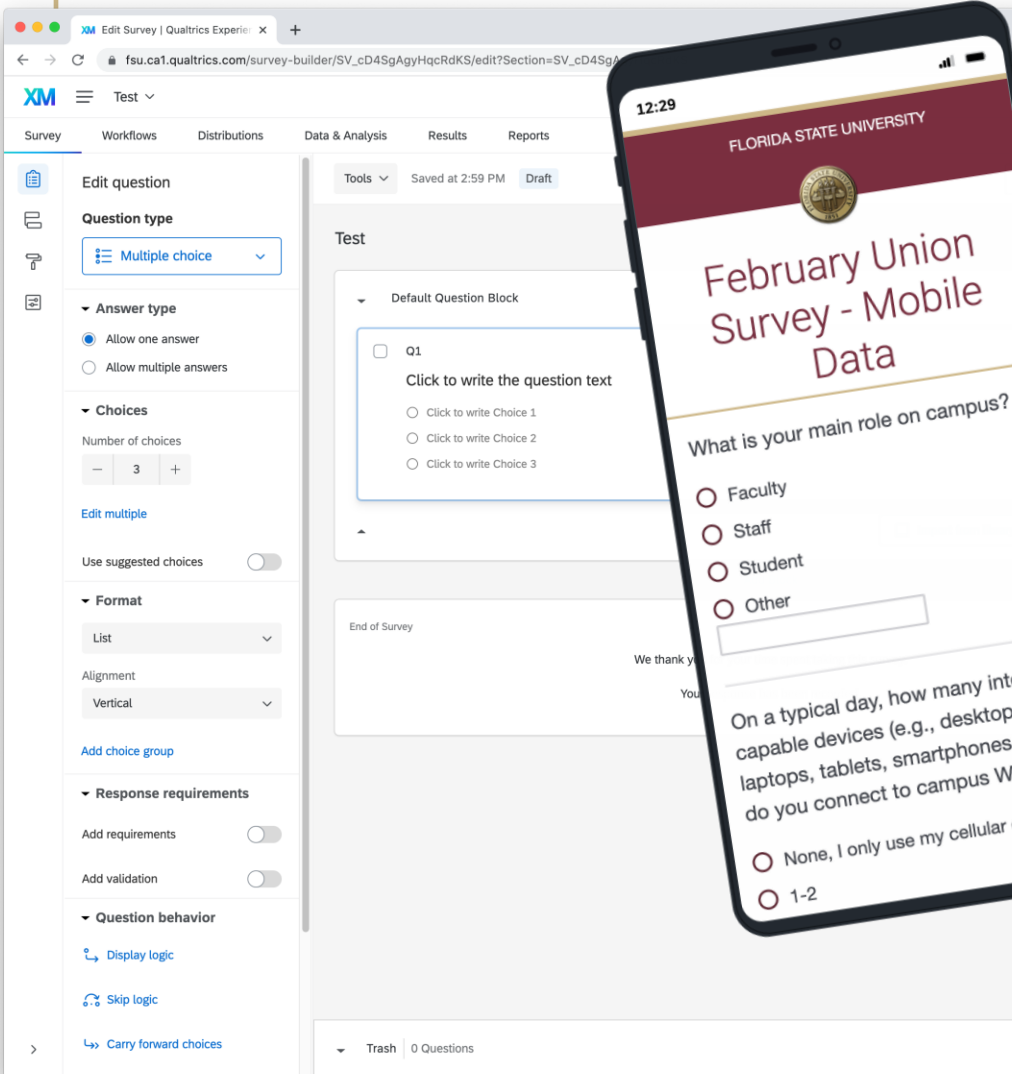 XM Edit Survey | Qualtrics Experie
fsu.ca1.qualtrics.com/survey-builder/SV_cD4SgAgyHqcRdKS/edit?Section=SV_cD4SgA
XM Test
Survey Workflows Distributions Data & Analysis Results Reports
Edit question
Question type
Multiple choice
Answer type
Allow one answer
Allow multiple answers
Choices
Number of choices
3
Edit multiple
Use suggested choices
Format
List
Alignment
Vertical
Add choice group
Response requirements
Add requirements
Add validation
Question behavior
Display logic
Skip logic
Carry forward choices
Tools Saved at 2:59 PM Draft
Test
Default Question Block
Q1
Click to write the question text
Click to write Choice 1
Click to write Choice 2
Click to write Choice 3
End of Survey
We thank y
You
Trash 0 Questions
12:29
FLORIDA STATE UNIVERSITY
February Union
Survey - Mobile
Data
What is your main role on campus?
Faculty
Staff
Student
Other
On a typical day, how many int
capable devices (e.g., desktop
laptops, tablets, smartphones
do you connect to campus W
None, I only use my cellular
1-2